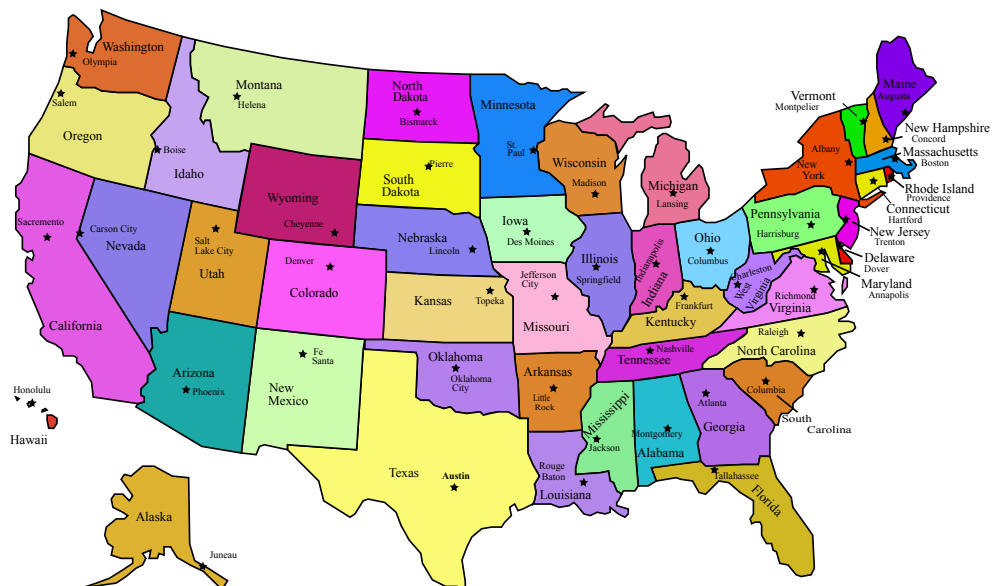 Washington
Olympia
Montana
Helena
North
Dakota
Bismarck
Minnesota
St.
Paul
Maine
Augusta
Vermont
Montpelier
Salem
Oregon
Boise
Idaho
Wisconsin
Madison
Michigan
Lansing
Albany
New
York
New Hampshire
Concord
Massachusetts
Boston
Rhode Island
Providence
Connecticut
Hartford
New Jersey
Trenton
Delaware
Dover
Maryland
Annapolis
Pierre
South
Dakota
Wyoming
Cheyenne
Iowa
Des Moines
Pennsylvania
Harrisburg
Sacremento
Carson City
Nevada
Salt
Lake City
Utah
Nebraska
Lincoln
Illinois
Springfield
Indianapolis
Indiana
Ohio
Columbus
Charleston
West
Virginia
Richmond
Virginia
Denver
Colorado
Kansas
Topeka
Jefferson
City
Missouri
Frankfurt
Kentucky
California
Raleigh
North Carolina
Nashville
Tennessee
Arizona
Phoenix
Fe
Santa
New
Mexico
Oklahoma
Oklahoma
City
Arkansas
Little
Rock
Columbia
South
Carolina
Honolulu
Hawaii
Mississippi
Jackson
Montgomery
Alabama
Atlanta
Georgia
Texas
Austin
Rouge
Baton
Louisiana
Tallahassee
Florida
Alaska
Juneau